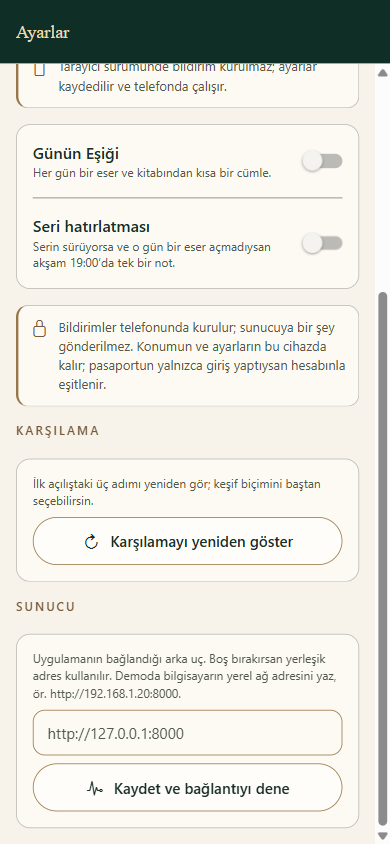 Ayarlar
Tarayıcı sürümünde bildirim kurulmaz; ayarlar
kaydedilir ve telefonda çalışır.
Günün Eşiği
Her gün bir eser ve kitabından kısa bir cümle.
Seri hatırlatması
Serin sürüyorsa ve o gün bir eser açmadıysan
akşam 19:00'da tek bir not.
Bildirimler telefonunda kurulur; sunucuya bir şey
gönderilmez. Konumun ve ayarların bu cihazda
kalır; pasaportun yalnızca giriş yaptıysan hesabınla
eşitlenir.
KARŞILAMA
İlk açılıştaki üç adımı yeniden gör; keşif biçimini baştan
seçebilirsin.
Karşılamayı yeniden göster
SUNUCU
Uygulamanın bağlandığı arka uç. Boş bırakırsan yerleşik
adres kullanılır. Demoda bilgisayarın yerel ağ adresini yaz,
ör. http://192.168.1.20:8000.
http://127.0.0.1:8000
Kaydet ve bağlantıyı dene